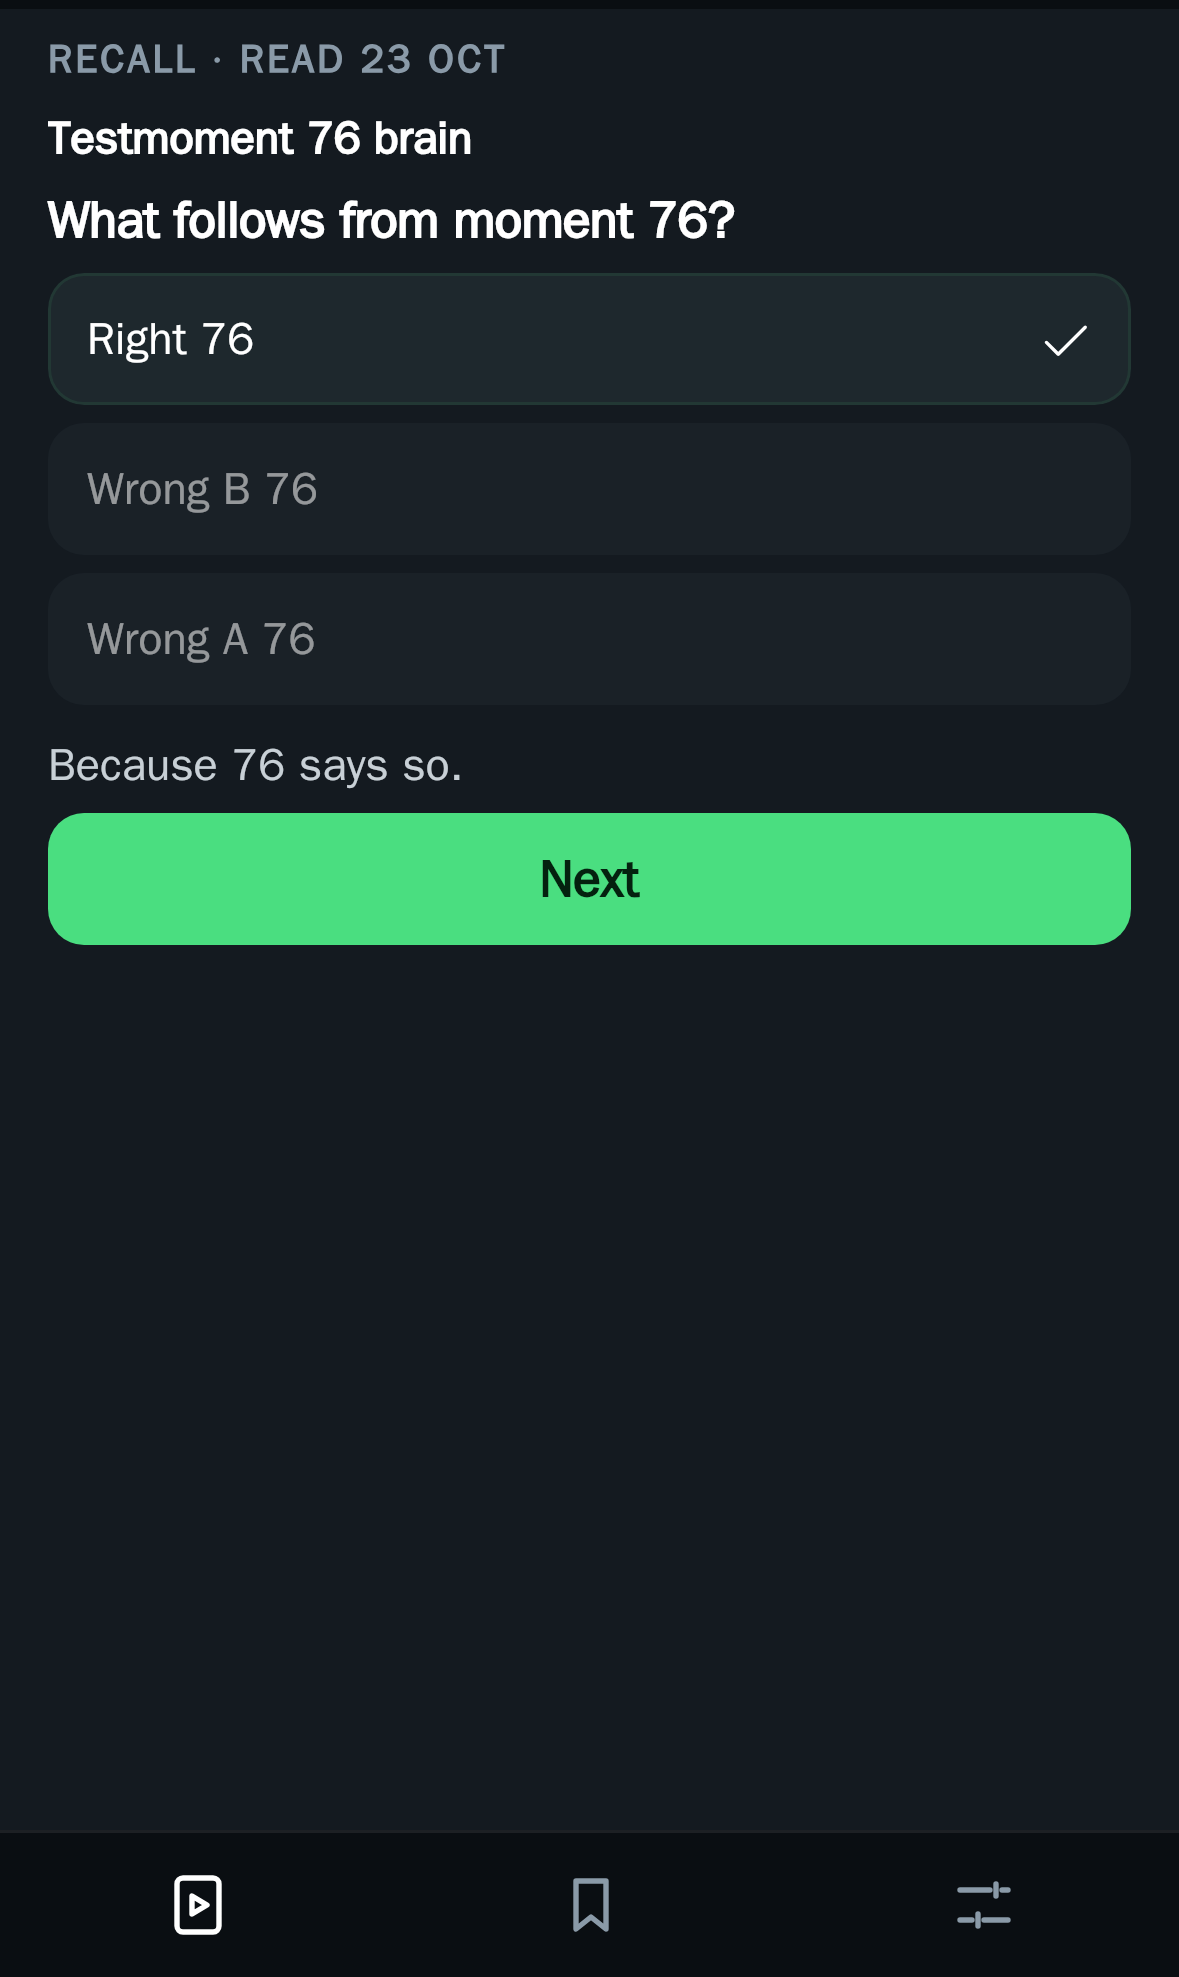 RECALL · READ 23 OCT
Testmoment 76 brain
What follows from moment 76?
Right 76
Wrong B 76
Wrong A 76
Because 76 says so.
Next